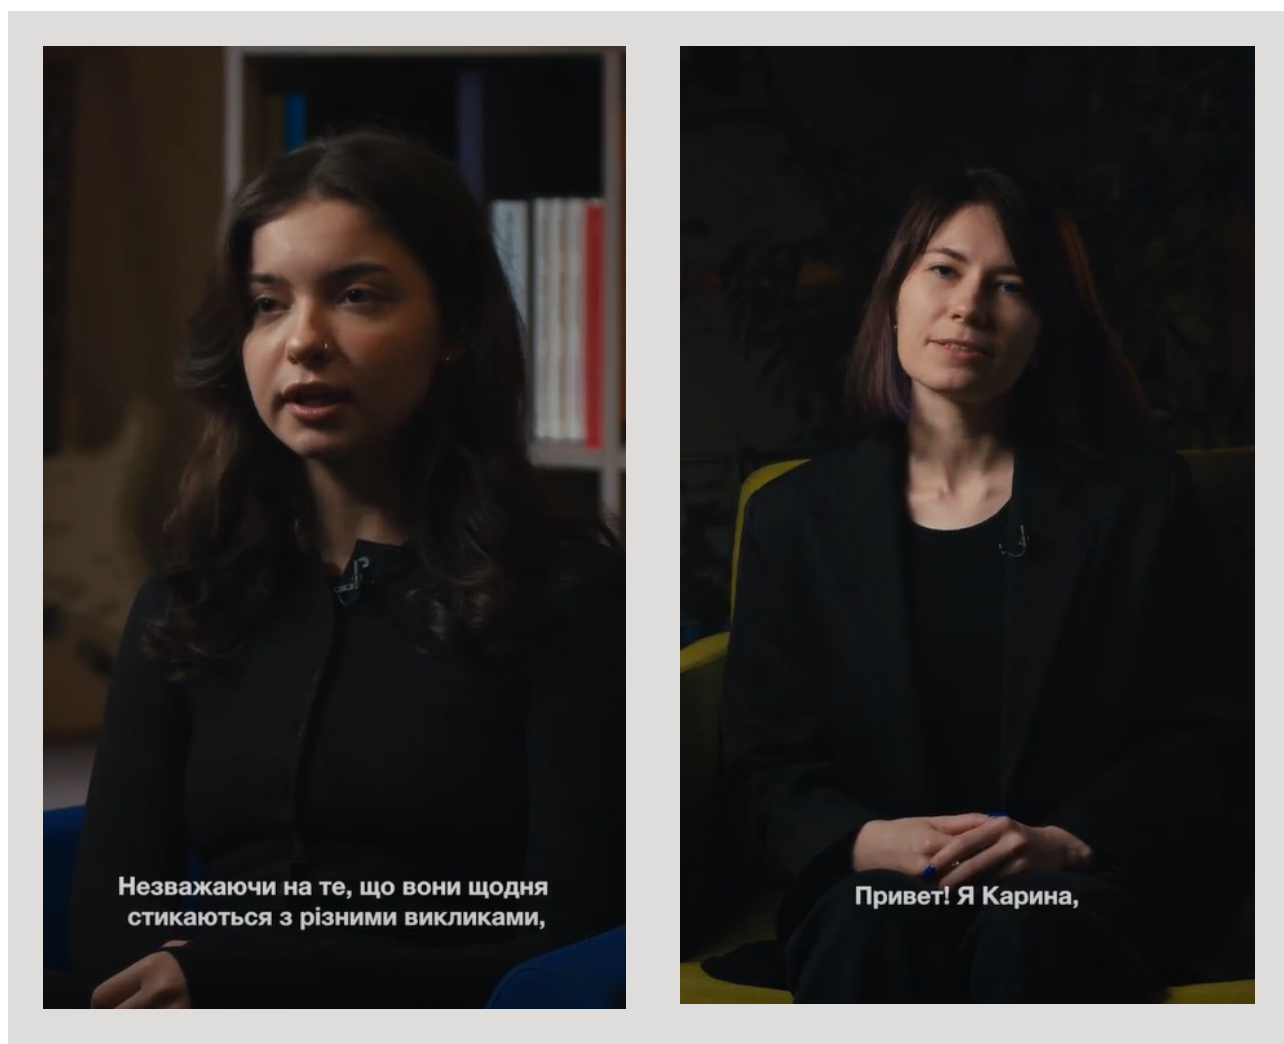 Незважаючи на те, що вони щодня
стикаються з різними викликами,
Привет! Я Карина,